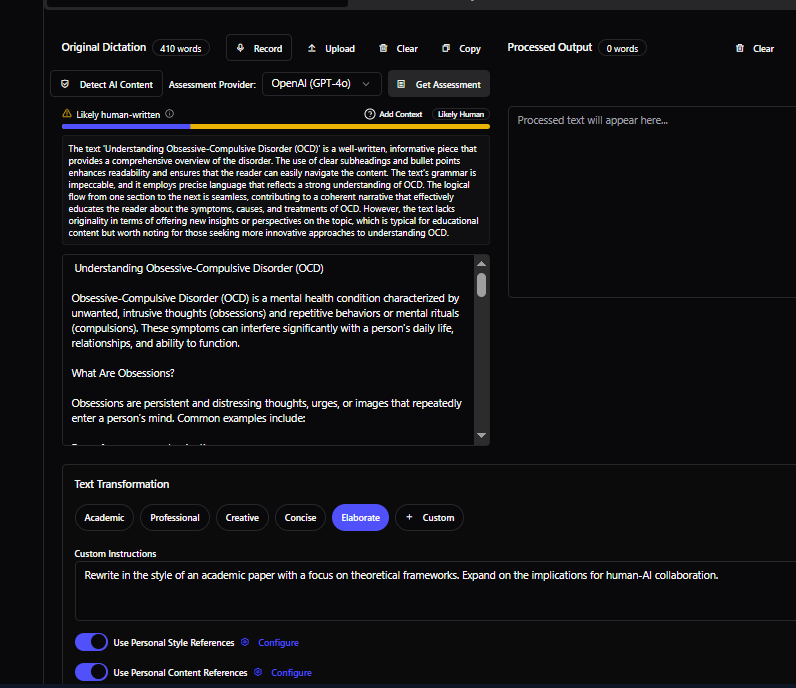 Original Dictation 410 words Record Upload Clear Copy Processed Output 0 words Clear
Detect AI Content Assessment Provider: OpenAI (GPT-4o) Get Assessment
Likely human-written Add Context Likely Human
Processed text will appear here...
The text 'Understanding Obsessive-Compulsive Disorder (OCD)' is a well-written, informative piece that
provides a comprehensive overview of the disorder. The use of clear subheadings and bullet points
enhances readability and ensures that the reader can easily navigate the content. The text's grammar is
impeccable, and it employs precise language that reflects a strong understanding of OCD. The logical
flow from one section to the next is seamless, contributing to a coherent narrative that effectively
educates the reader about the symptoms, causes, and treatments of OCD. However, the text lacks
originality in terms of offering new insights or perspectives on the topic, which is typical for educational
content but worth noting for those seeking more innovative approaches to understanding OCD.
Understanding Obsessive-Compulsive Disorder (OCD)
Obsessive-Compulsive Disorder (OCD) is a mental health condition characterized by
unwanted, intrusive thoughts (obsessions) and repetitive behaviors or mental rituals
(compulsions). These symptoms can interfere significantly with a person's daily life,
relationships, and ability to function.
What Are Obsessions?
Obsessions are persistent and distressing thoughts, urges, or images that repeatedly
enter a person's mind. Common examples include:
Text Transformation
Academic Professional Creative Concise Elaborate + Custom
Custom Instructions
Rewrite in the style of an academic paper with a focus on theoretical frameworks. Expand on the implications for human-AI collaboration.
Use Personal Style References Configure
Use Personal Content References Configure